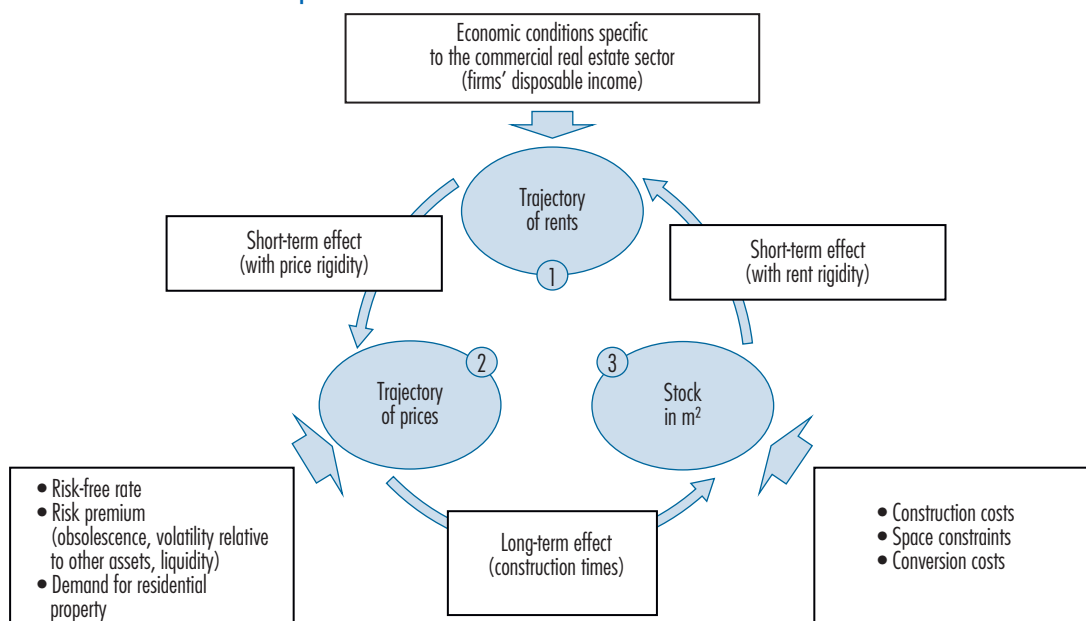 Economic conditions specific
to the commercial real estate sector
(firms' disposable income)
Trajectory
of rents
1
Short-term effect
(with price rigidity)
Short-term effect
(with rent rigidity)
2
Trajectory
of prices
3
Stock
in m²
• Risk-free rate
• Risk premium
(obsolescence, volatility relative
to other assets, liquidity)
• Demand for residential
property
Long-term effect
(construction times)
• Construction costs
• Space constraints
• Conversion costs